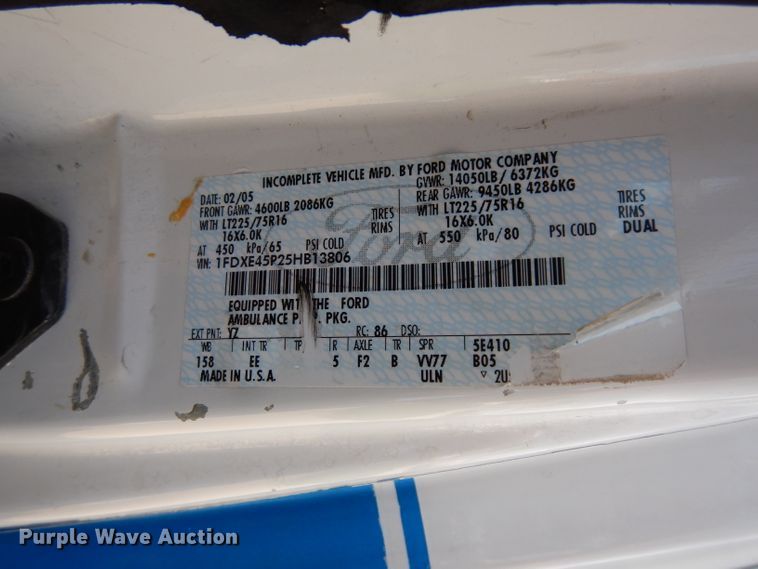 INCOMPLETE VEHICLE MFD. BY FORD MOTOR COMPANY
DATE: 02/05 GVWR: 14050LB/ 6372KG
FRONT GAWR: 4600LB 2086KG REAR GAWR: 9450LB 4286KG
WITH LT225/75R16 TIRES WITH LT225/75R16 TIRES
16X6.0K RIMS 16X6.0K RIMS
AT 450 kPa/65 PSI COLD AT 550 kPa/80 PSI COLD DUAL
VIN: 1FDXE45P25HB13806
Ford
EQUIPPED WITH THE FORD
AMBULANCE PKG.
EXT PNT: YZ RC: 86 DSO:
WB INT TR TP R AXLE TR SPR 5E410
158 EE 5 F2 B VV77 B05
MADE IN U.S.A. ULN 2U
Purple Wave Auction